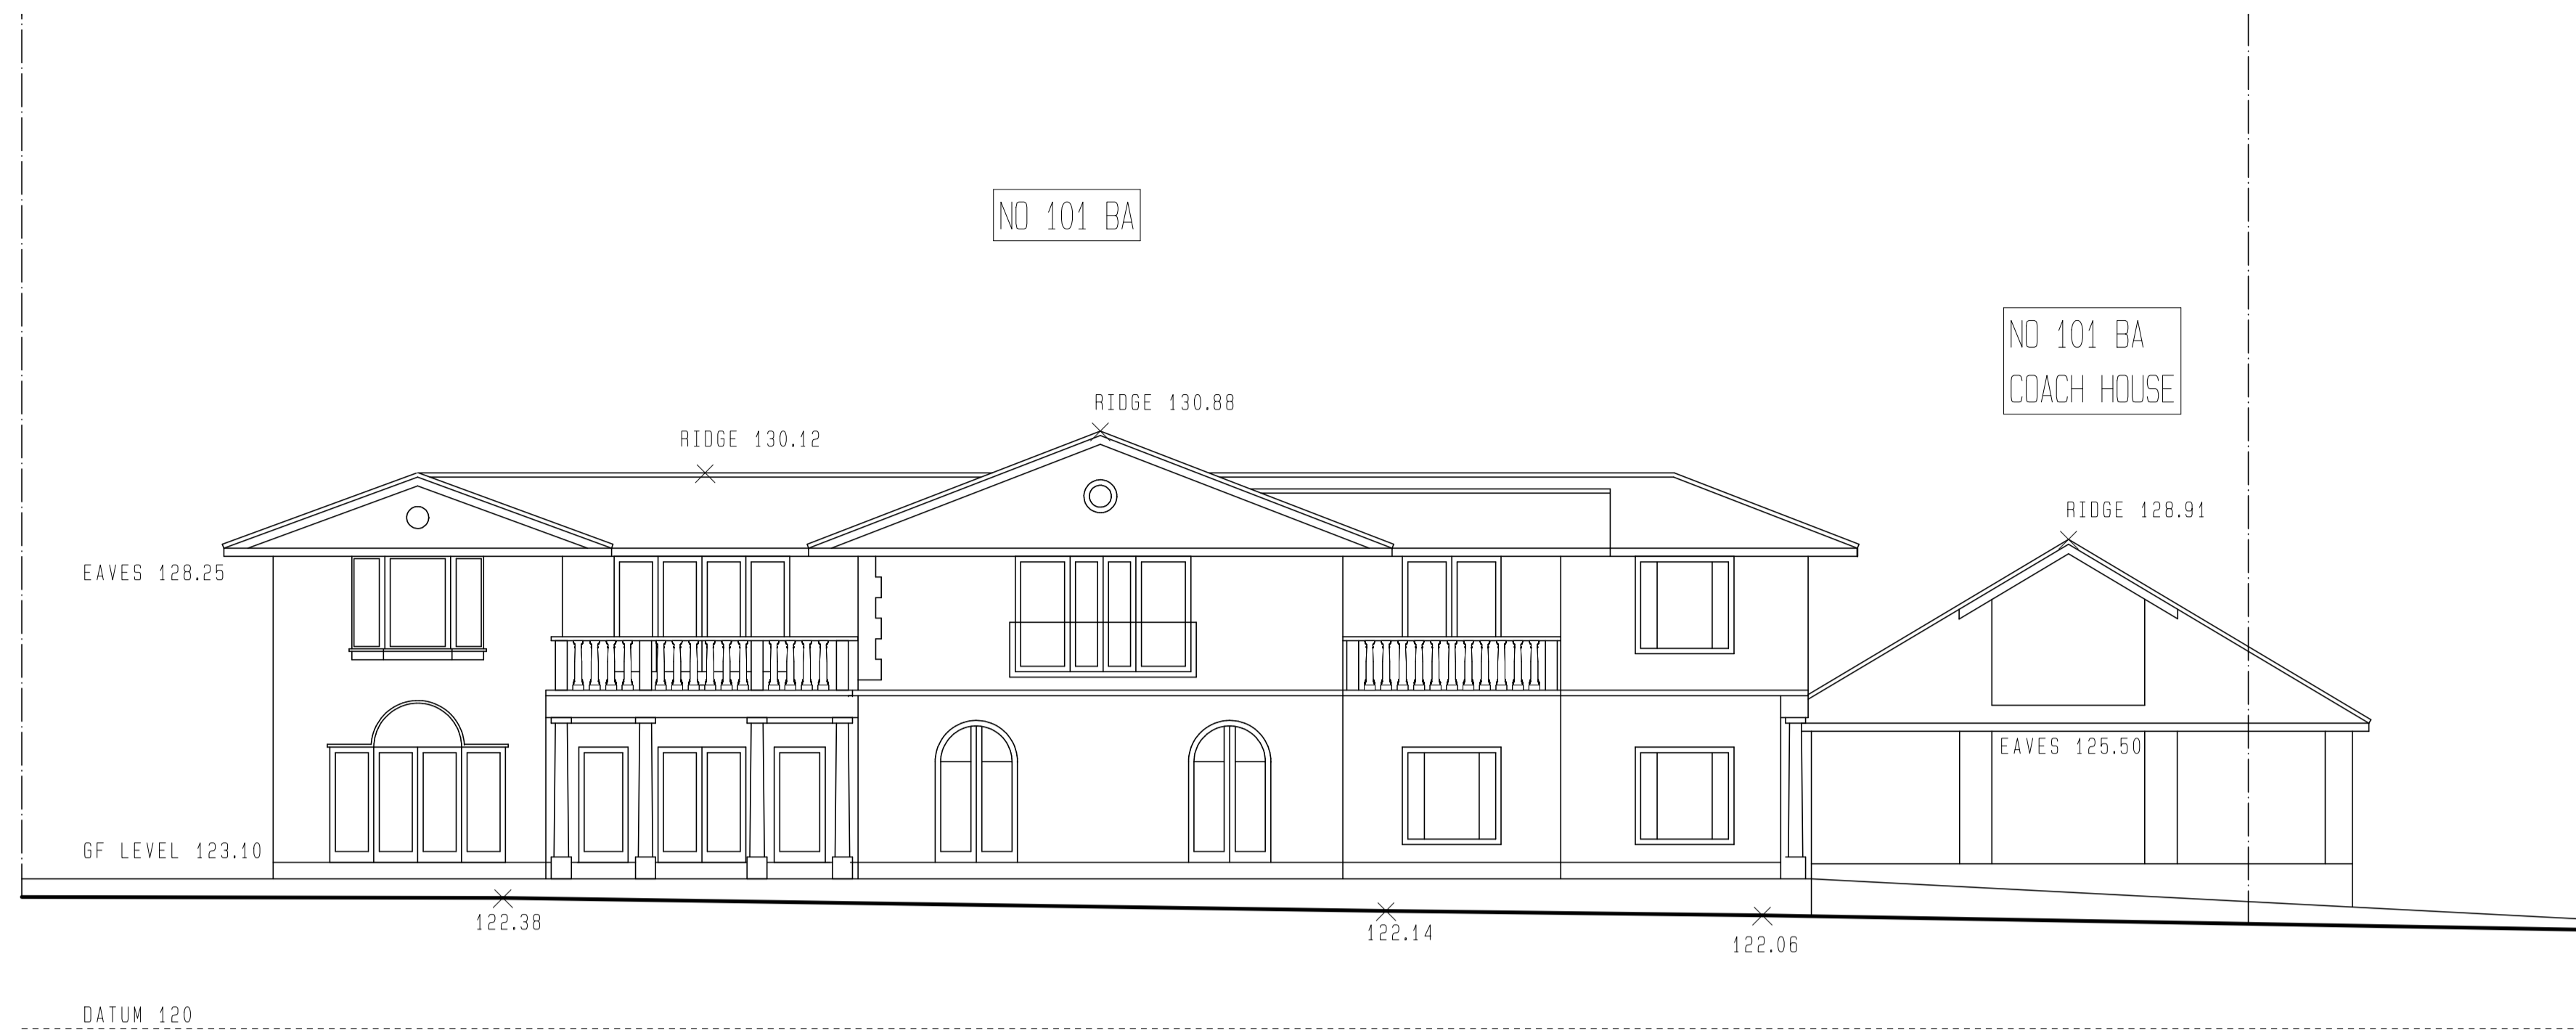 NO 101 BA
NO 101 BA
COACH HOUSE
RIDGE 130.88
RIDGE 130.12
RIDGE 128.91
EAVES 128.25
EAVES 125.50
GF LEVEL 123.10
122.38
122.14
122.06
DATUM 120